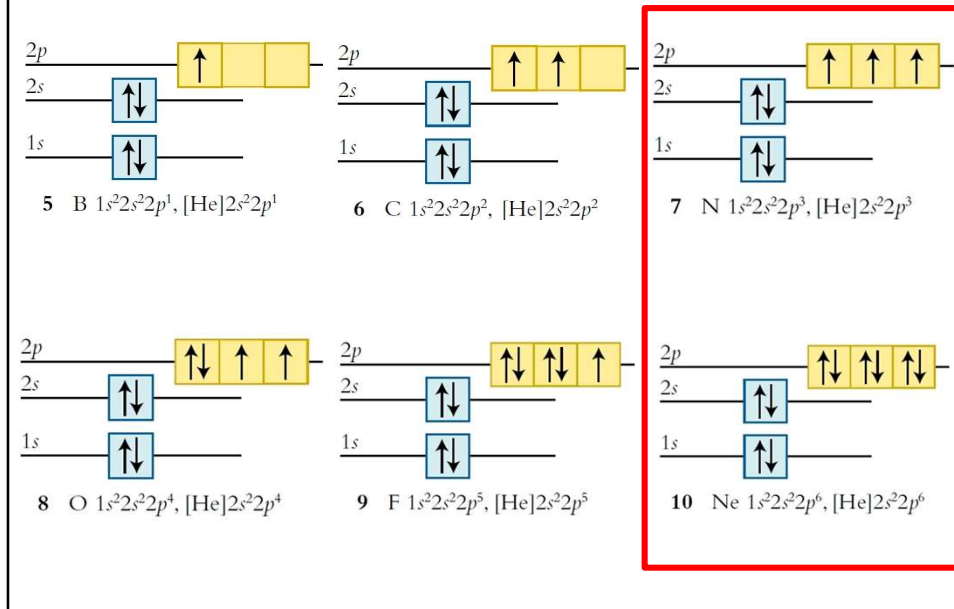 2p
2s
1s
5 B 1s²2s²2p¹, [He]2s²2p¹
2p
2s
1s
6 C 1s²2s²2p², [He]2s²2p²
2p
2s
1s
7 N 1s²2s²2p³, [He]2s²2p³
2p
2s
1s
8 O 1s²2s²2p⁴, [He]2s²2p⁴
2p
2s
1s
9 F 1s²2s²2p⁵, [He]2s²2p⁵
2p
2s
1s
10 Ne 1s²2s²2p⁶, [He]2s²2p⁶